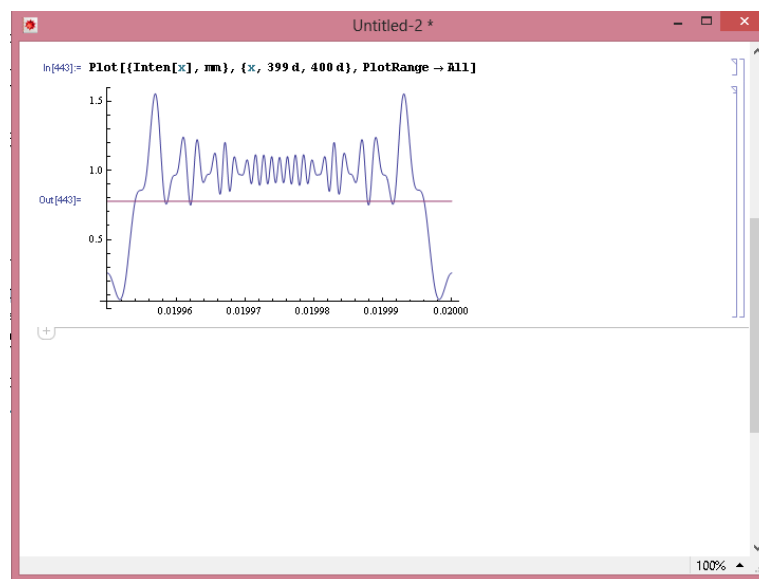 Untitled-2 *
In[443]:= Plot[{Inten[x], mm}, {x, 399 d, 400 d}, PlotRange → All]
1.5
1.0
Out[443]=
0.5
0.01996 0.01997 0.01998 0.01999 0.02000
100%